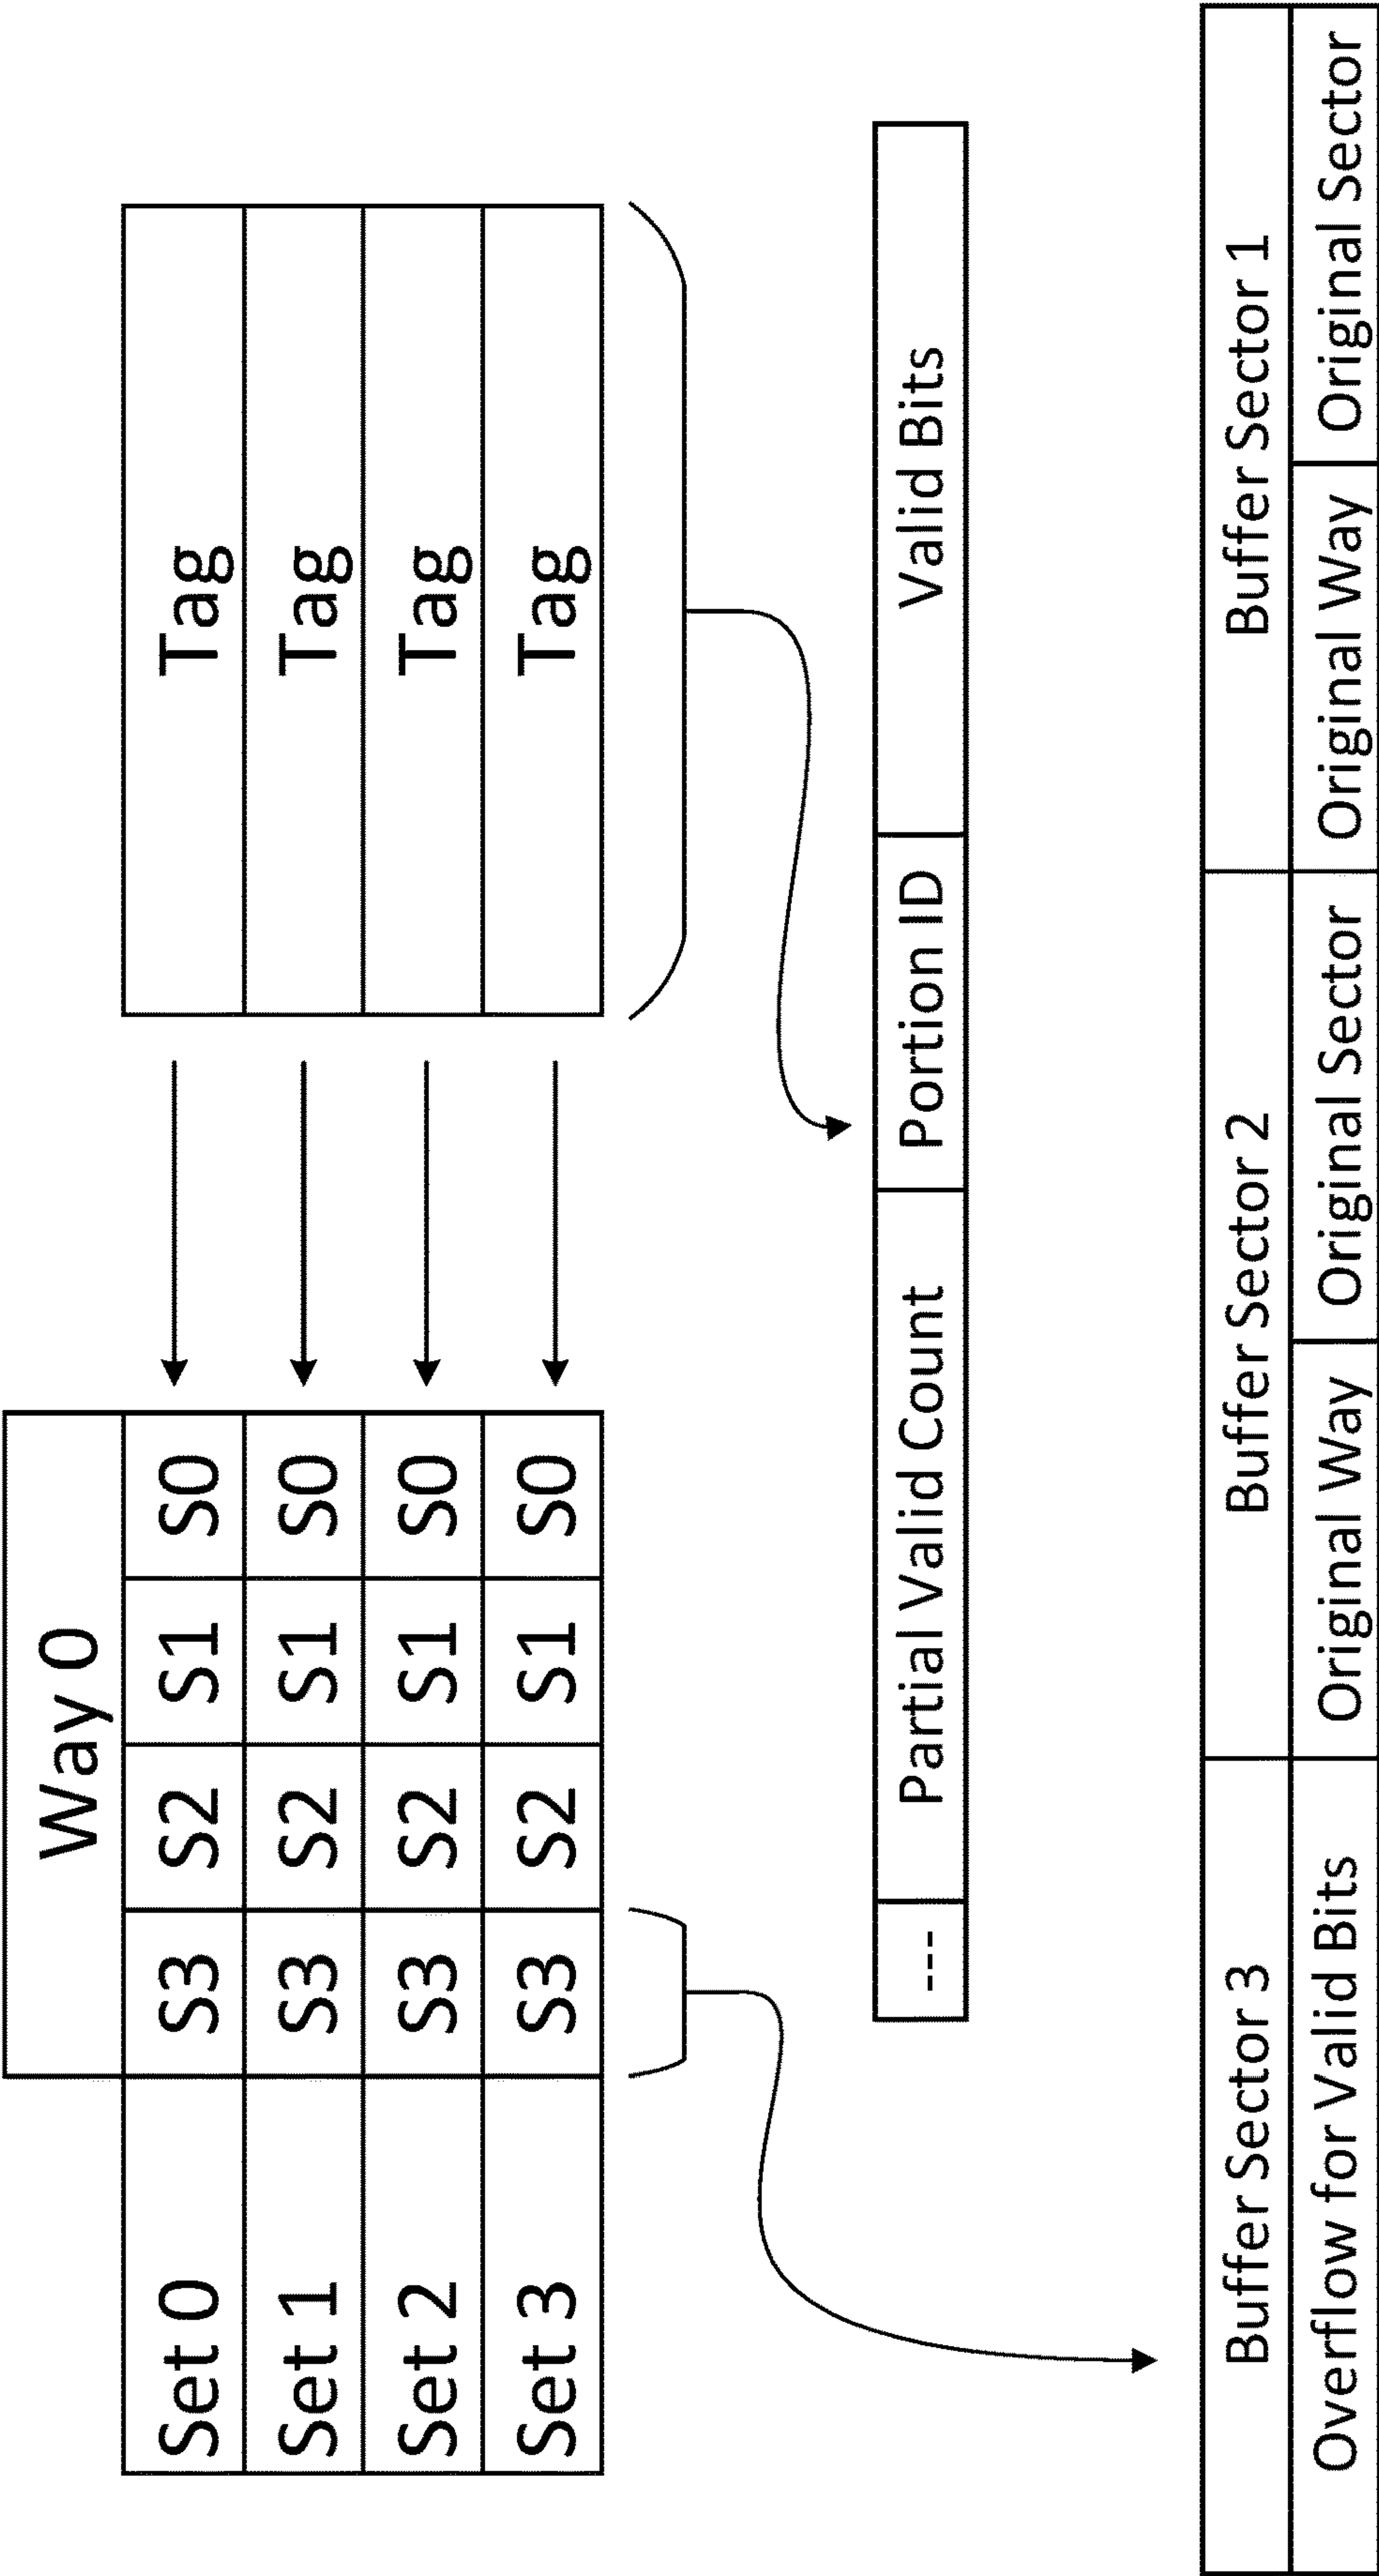 Way 0
Set 0 S3 S2 S1 S0 Tag
Set 1 S3 S2 S1 S0 Tag
Set 2 S3 S2 S1 S0 Tag
Set 3 S3 S2 S1 S0 Tag
--- Partial Valid Count Portion ID Valid Bits
Buffer Sector 3 Buffer Sector 2 Buffer Sector 1
Overflow for Valid Bits Original Way Original Sector Original Way Original Sector